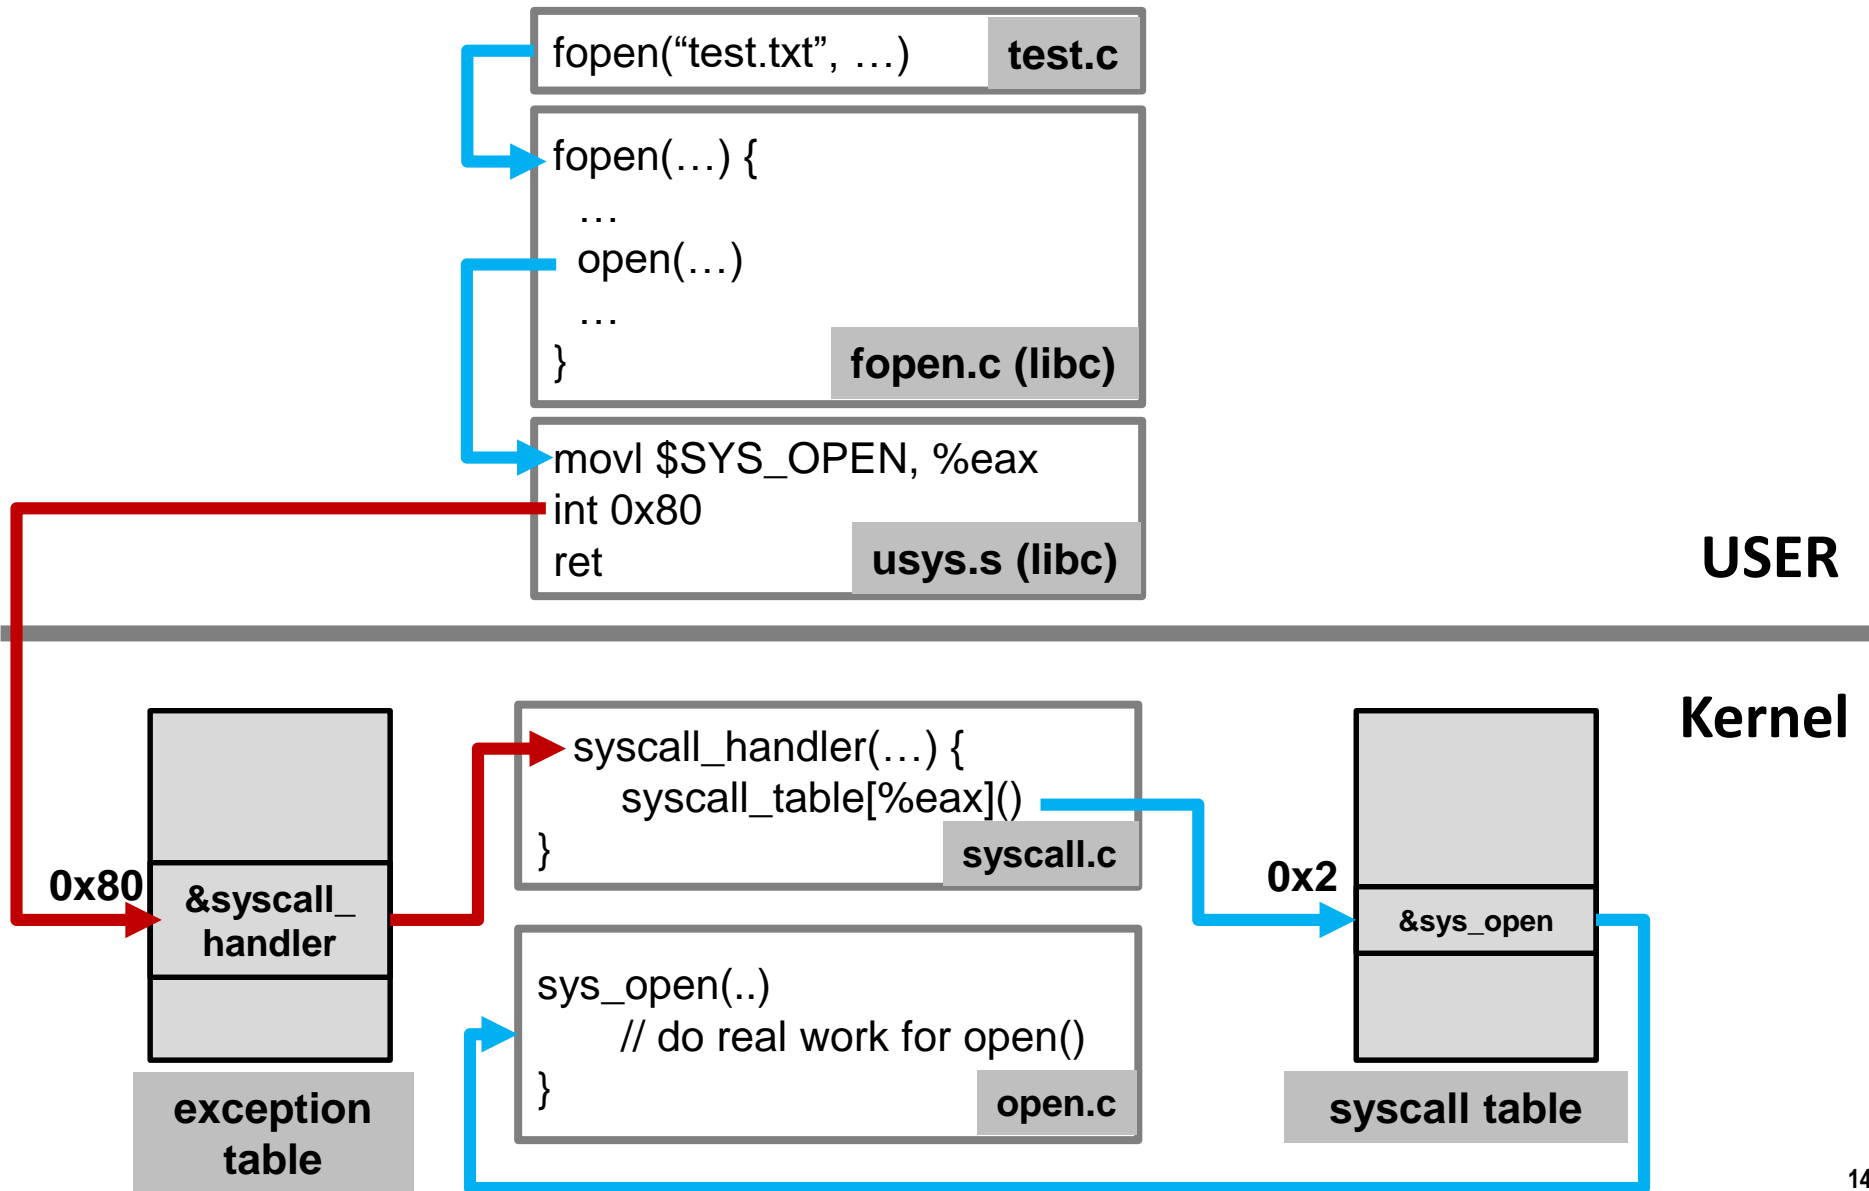 fopen(“test.txt”, …)
test.c
fopen(…) {
…
open(…)
…
}
fopen.c (libc)
movl $SYS_OPEN, %eax
int 0x80
ret
usys.s (libc)
USER
Kernel
0x80
&syscall_
handler
exception
table
syscall_handler(…) {
syscall_table[%eax]()
}
syscall.c
0x2
&sys_open
syscall table
sys_open(..)
// do real work for open()
}
open.c
14